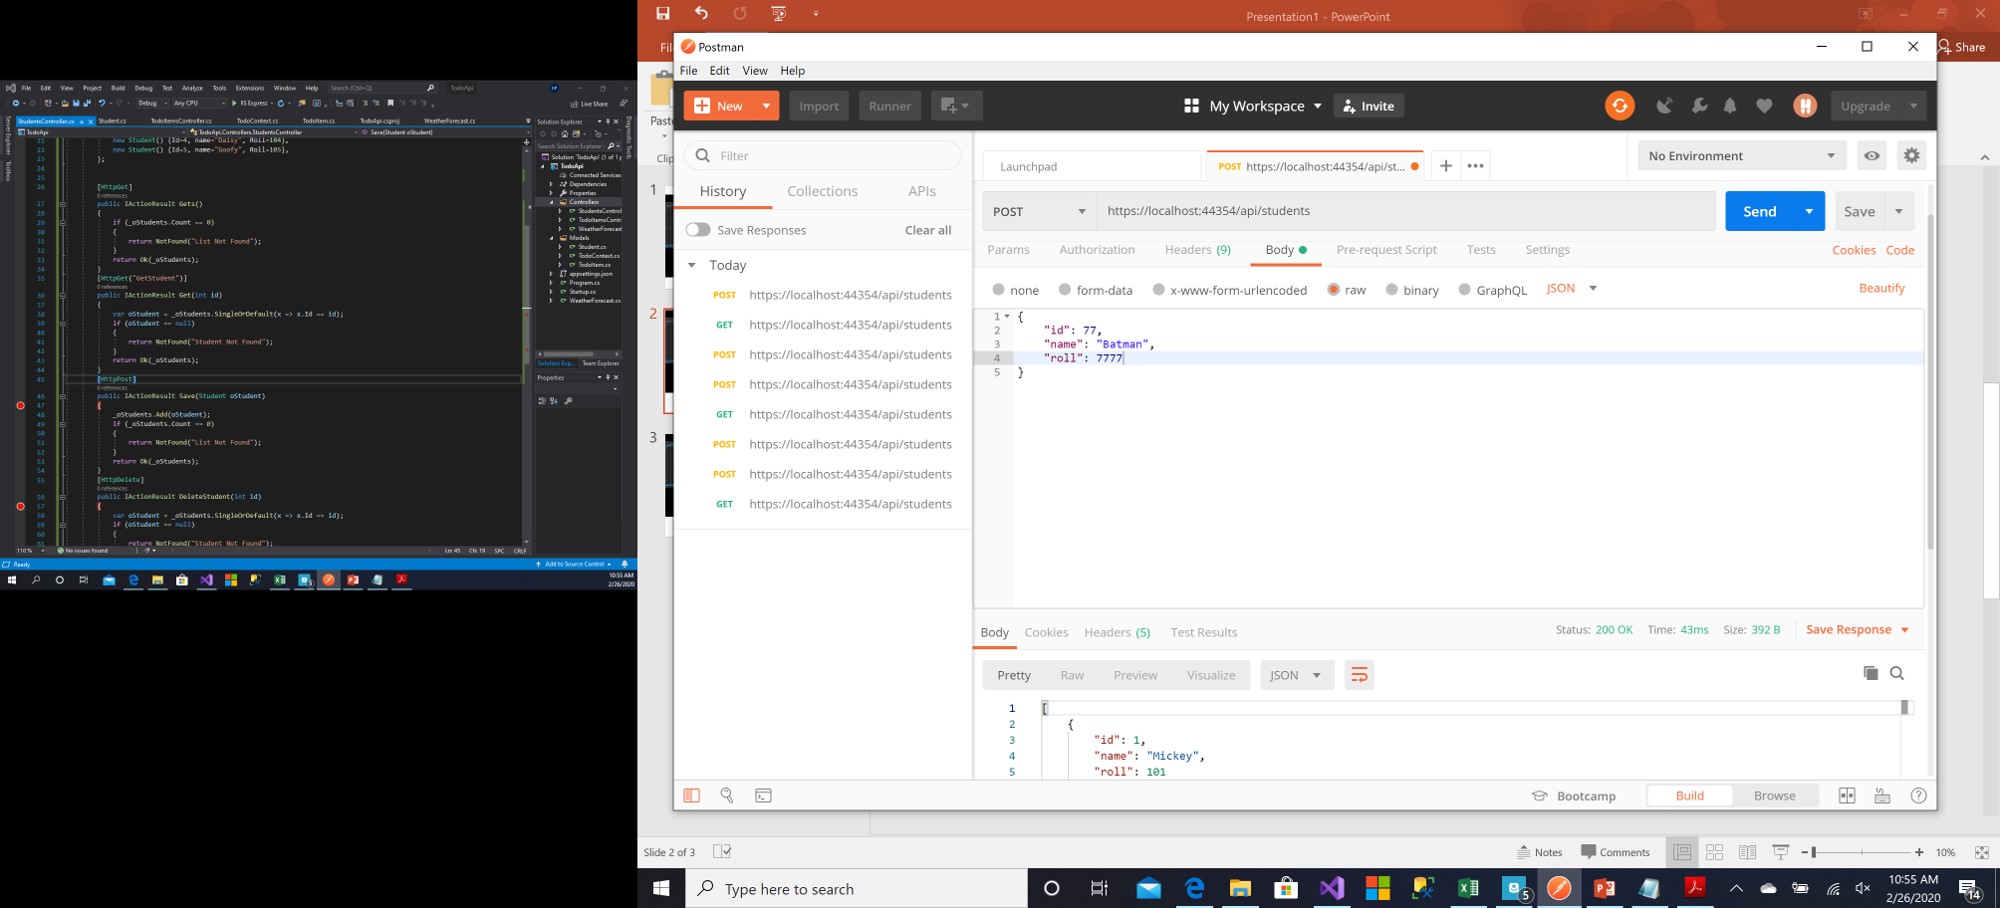 File Edit View Project Build Debug Test Analyze Tools Extensions Window Help Search (Ctrl+Q) TodoApi
Debug Any CPU IIS Express Live Share
StudentsController.cs Student.cs TodoItemsController.cs TodoContext.cs TodoItem.cs TodoApi.csproj WeatherForecast.cs
TodoApi TodoApi.Controllers.StudentsController Save(Student oStudent)
21 new Student() {Id=4, name="Daisy", Roll=104},
22 new Student() {Id=5, name="Goofy", Roll=105},
23 };
24
25
26 [HttpGet]
0 references
27 public IActionResult Gets()
28 {
29 if (_oStudents.Count == 0)
30 {
31 return NotFound("List Not Found");
32 }
33 return Ok(_oStudents);
34 }
35 [HttpGet("GetStudent")]
0 references
36 public IActionResult Get(int id)
37 {
38 var oStudent = _oStudents.SingleOrDefault(x => x.Id == id);
39 if (oStudent == null)
40 {
41 return NotFound("Student Not Found");
42 }
43 return Ok(_oStudents);
44 }
45 [HttpPost]
0 references
46 public IActionResult Save(Student oStudent)
47 {
48 _oStudents.Add(oStudent);
49 if (_oStudents.Count == 0)
50 {
51 return NotFound("List Not Found");
52 }
53 return Ok(_oStudents);
54 }
55 [HttpDelete]
0 references
56 public IActionResult DeleteStudent(int id)
57 {
58 var oStudent = _oStudents.SingleOrDefault(x => x.Id == id);
59 if (oStudent == null)
60 {
61 return NotFound("Student Not Found");
110% No issues found Ln: 45 Ch: 19 SPC CRLF
Server Explorer
Toolbox
Solution Explorer
Search Solution Explorer
Solution 'TodoApi' (1 of 1 p
TodoApi
Connected Services
Dependencies
Properties
Controllers
StudentsControl
TodoItemsContr
WeatherForecast
Models
Student.cs
TodoContext.cs
TodoItem.cs
appsettings.json
Program.cs
Startup.cs
WeatherForecast.cs
Solution Exp... Team Explorer
Properties
Diagnostic Tools
Ready Add to Source Control
10:55 AM
2/26/2020
Presentation1 - PowerPoint
Fil
Share
Past
Clip
1
2
3
Postman
File Edit View Help
New Import Runner My Workspace Invite Upgrade
Filter
History Collections APIs
Save Responses Clear all
Today
POST https://localhost:44354/api/students
GET https://localhost:44354/api/students
POST https://localhost:44354/api/students
POST https://localhost:44354/api/students
GET https://localhost:44354/api/students
POST https://localhost:44354/api/students
POST https://localhost:44354/api/students
GET https://localhost:44354/api/students
Launchpad POST https://localhost:44354/api/st... No Environment
POST https://localhost:44354/api/students Send Save
Params Authorization Headers (9) Body Pre-request Script Tests Settings Cookies Code
none form-data x-www-form-urlencoded raw binary GraphQL JSON Beautify
1 {
2 "id": 77,
3 "name": "Batman",
4 "roll": 7777
5 }
Body Cookies Headers (5) Test Results Status: 200 OK Time: 43ms Size: 392 B Save Response
Pretty Raw Preview Visualize JSON
1 [
2 {
3 "id": 1,
4 "name": "Mickey",
5 "roll": 101
Bootcamp Build Browse
Slide 2 of 3 Notes Comments 10%
Type here to search
5
10:55 AM
2/26/2020
14